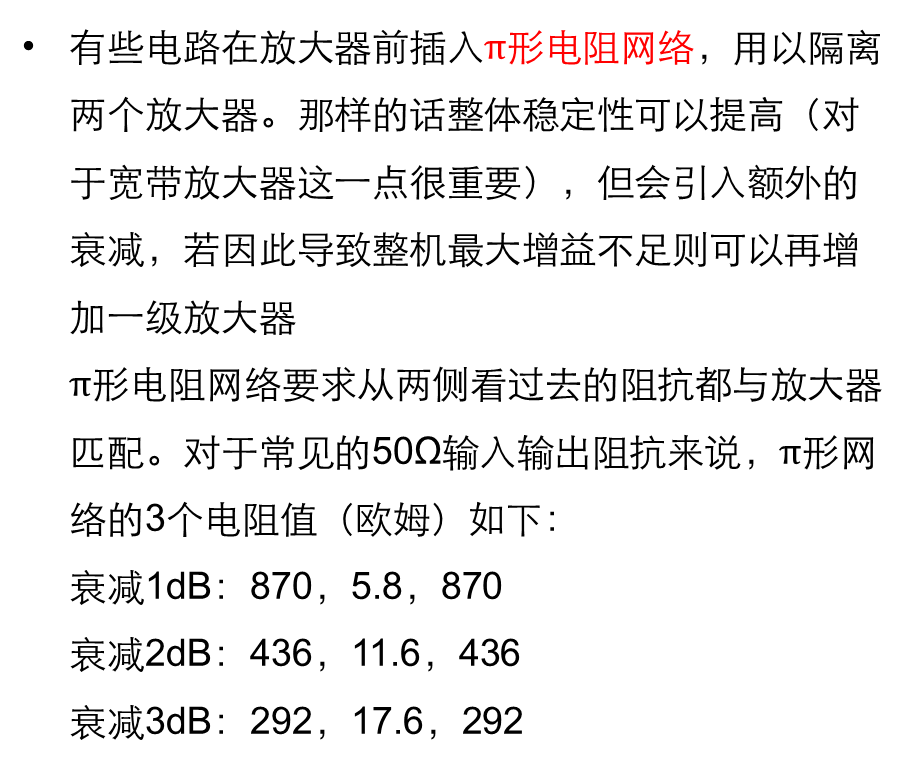 • 有些电路在放大器前插入π形电阻网络，用以隔离
两个放大器。那样的话整体稳定性可以提高（对
于宽带放大器这一点很重要），但会引入额外的
衰减，若因此导致整机最大增益不足则可以再增
加一级放大器
π形电阻网络要求从两侧看过去的阻抗都与放大器
匹配。对于常见的50Ω输入输出阻抗来说，π形网
络的3个电阻值（欧姆）如下：
衰减1dB：870，5.8，870
衰减2dB：436，11.6，436
衰减3dB：292，17.6，292